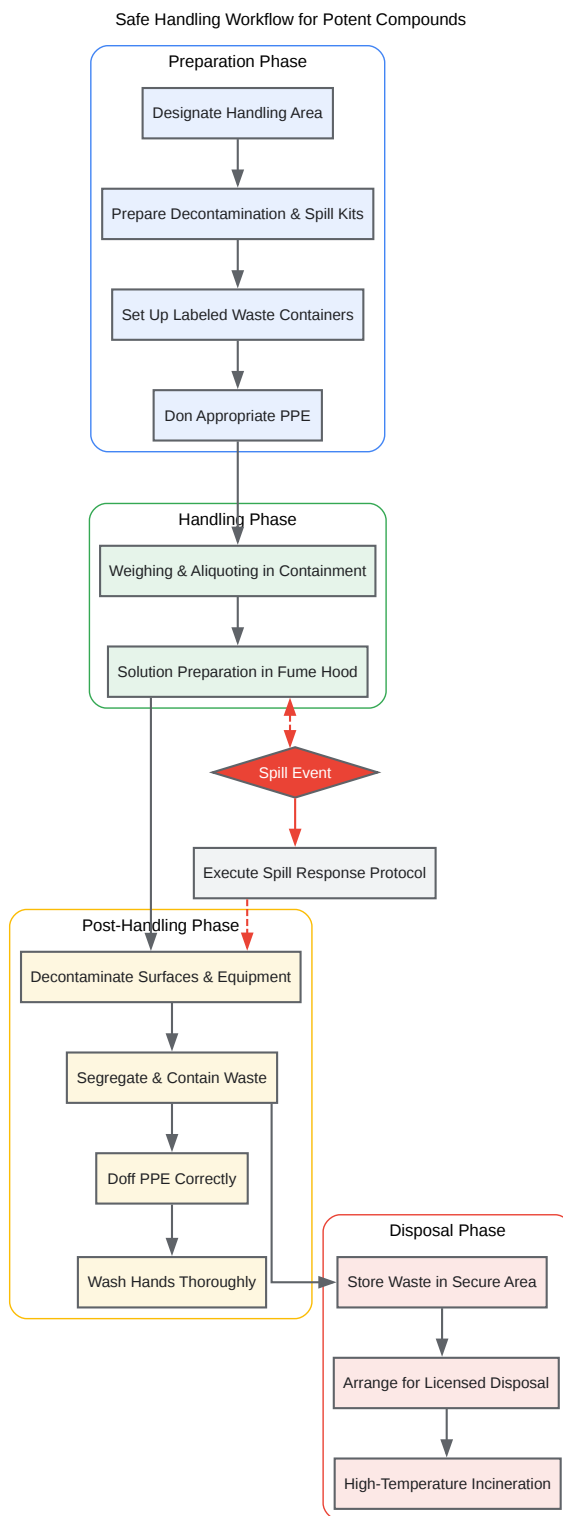 Safe Handling Workflow for Potent Compounds
Preparation Phase
Designate Handling Area
Prepare Decontamination & Spill Kits
Set Up Labeled Waste Containers
Don Appropriate PPE
Handling Phase
Weighing & Aliquoting in Containment
Solution Preparation in Fume Hood
Spill Event
Execute Spill Response Protocol
Post-Handling Phase
Decontaminate Surfaces & Equipment
Segregate & Contain Waste
Doff PPE Correctly
Wash Hands Thoroughly
Disposal Phase
Store Waste in Secure Area
Arrange for Licensed Disposal
High-Temperature Incineration